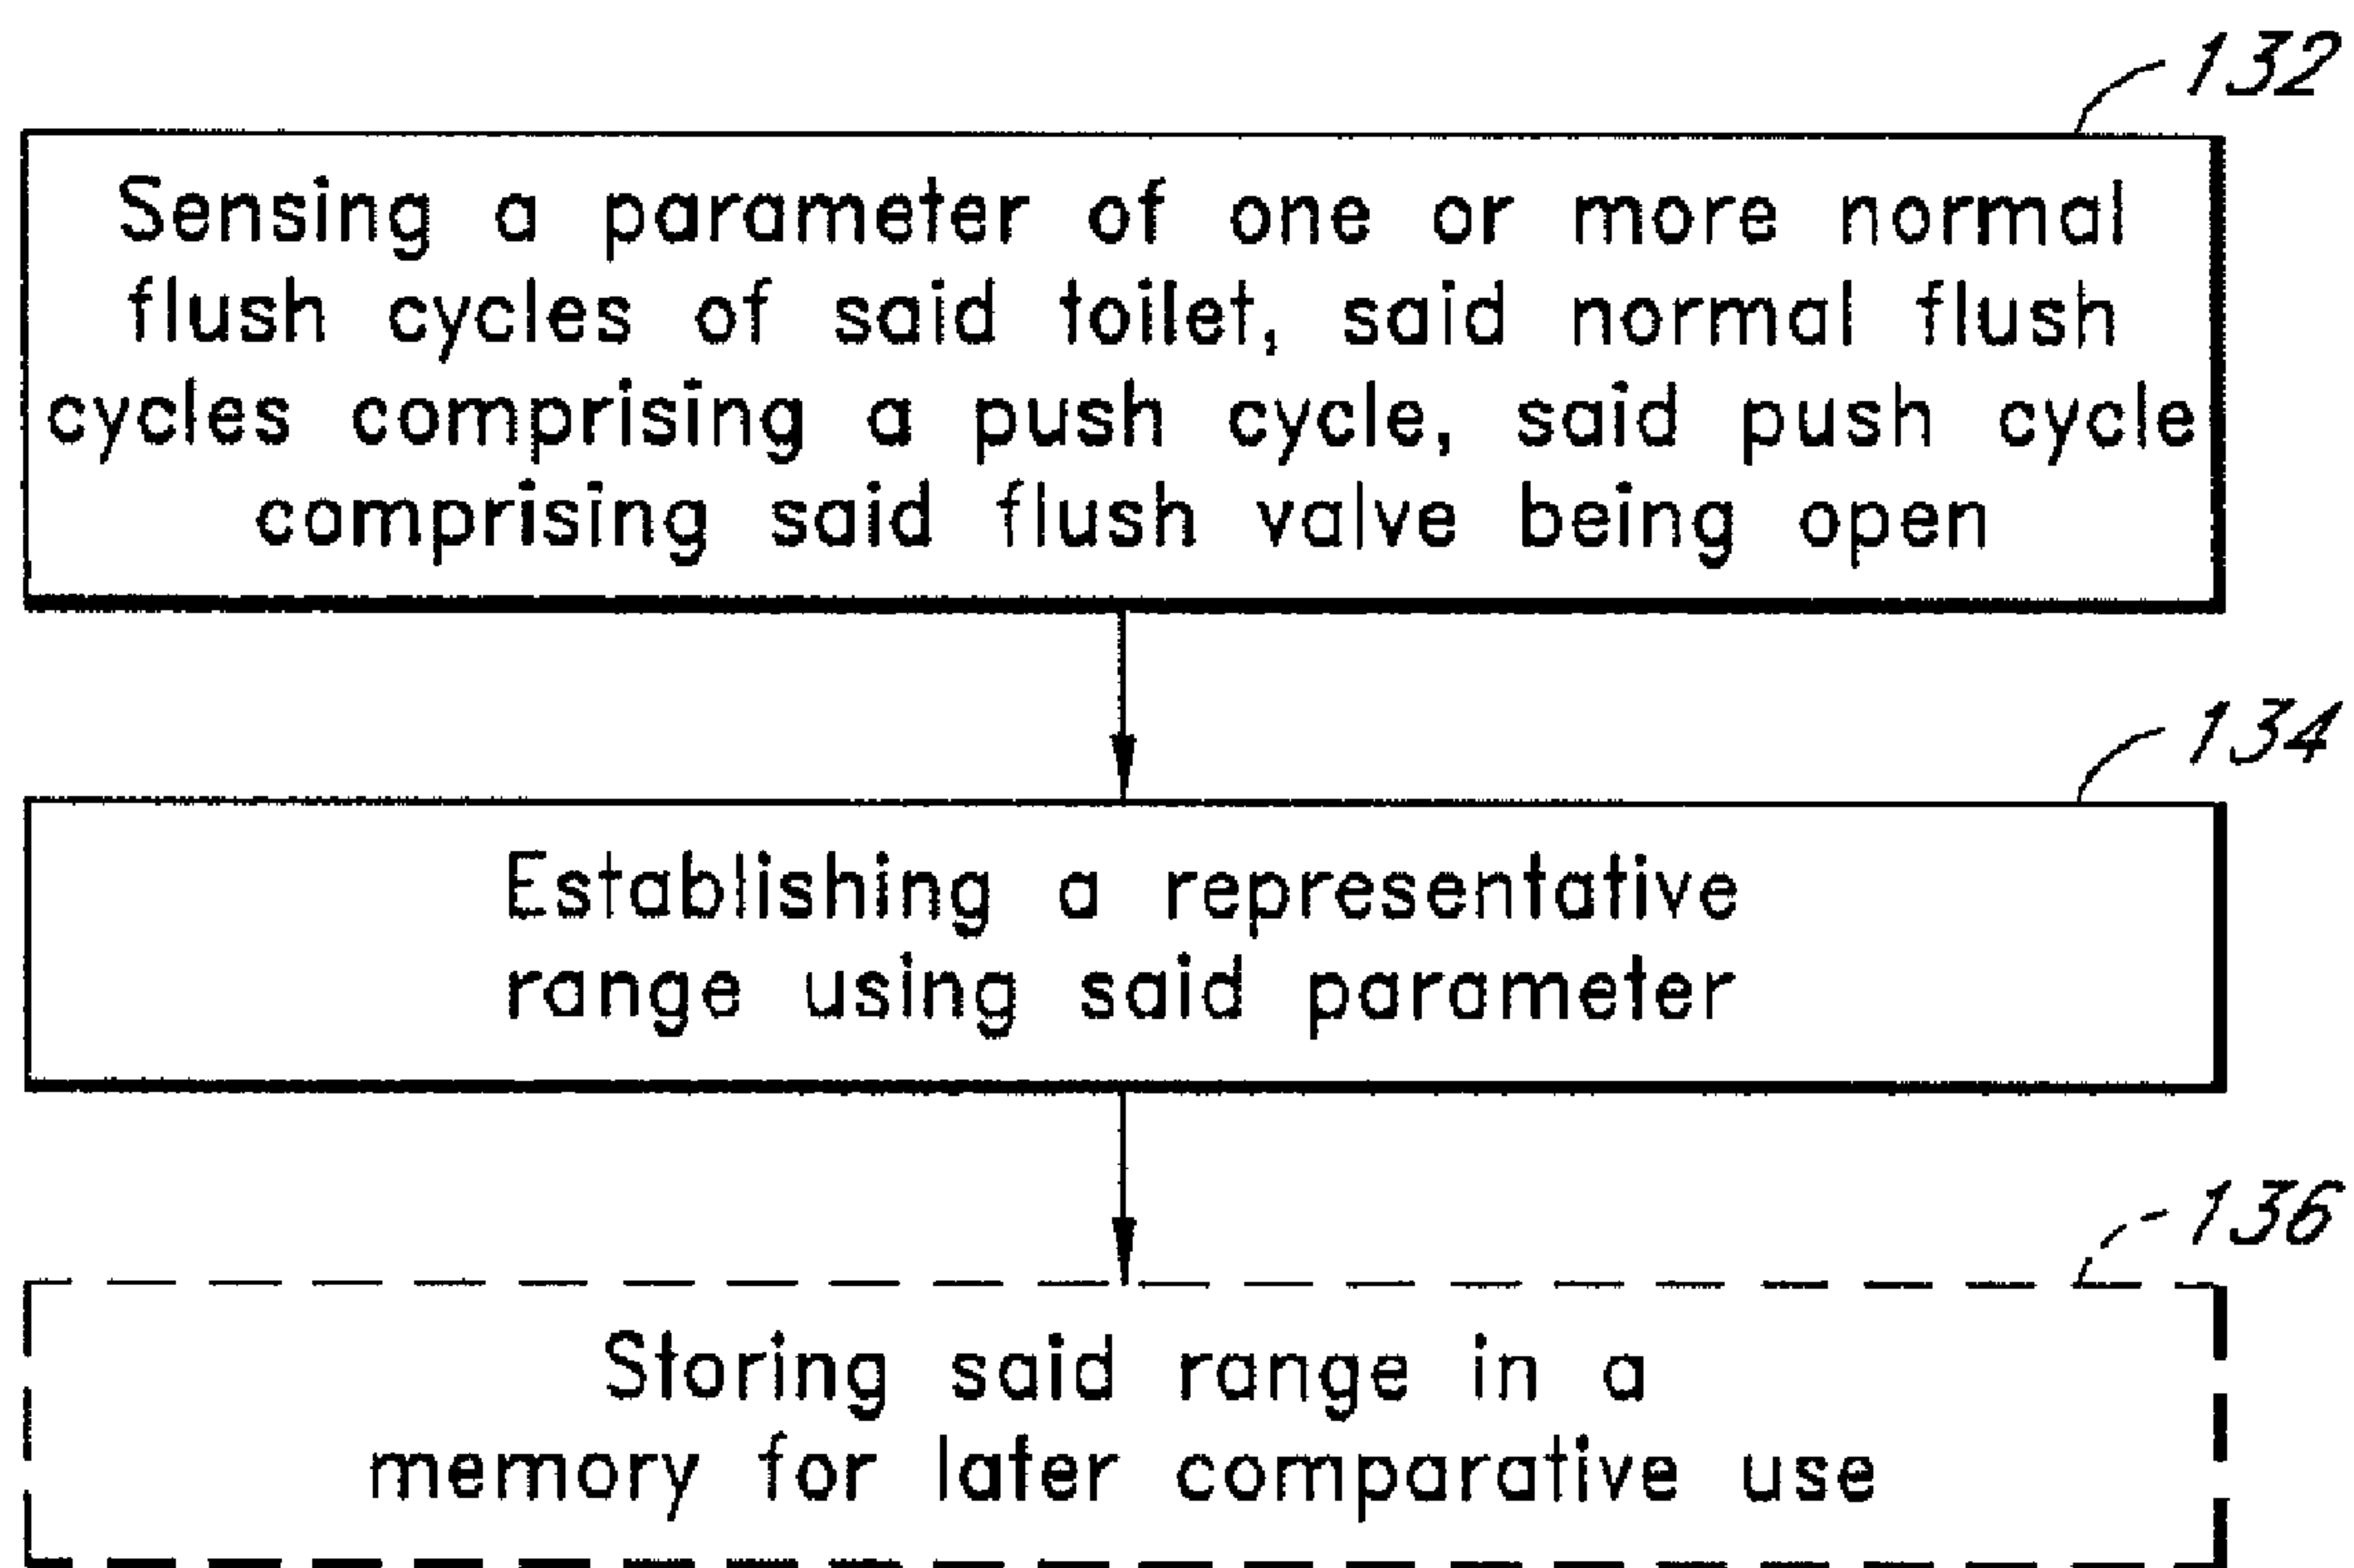 132
Sensing a parameter of one or more normal
flush cycles of said toilet, said normal flush
cycles comprising a push cycle, said push cycle
comprising said flush valve being open
134
Establishing a representative
range using said parameter
136
Storing said range in a
memory for later comparative use